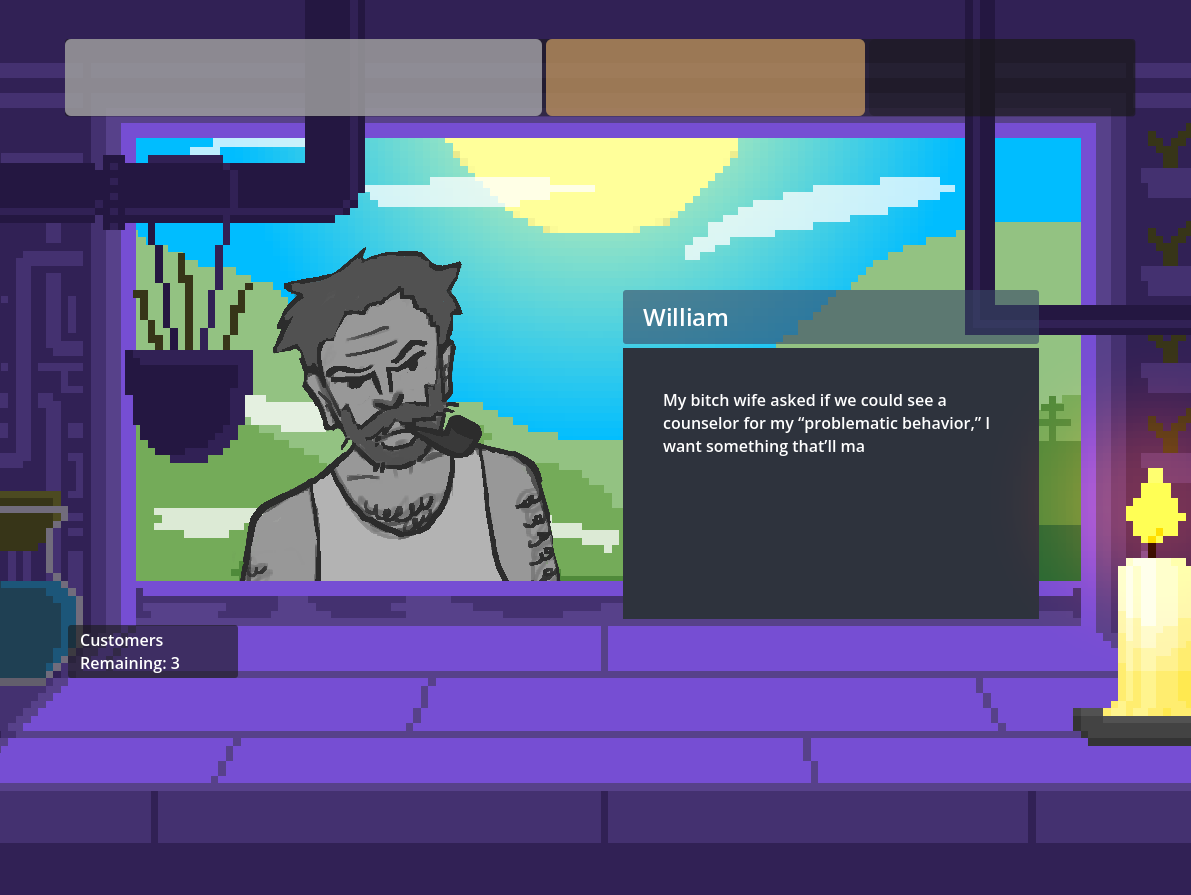 William
My bitch wife asked if we could see a
counselor for my “problematic behavior,” I
want something that’ll ma
Customers
Remaining: 3